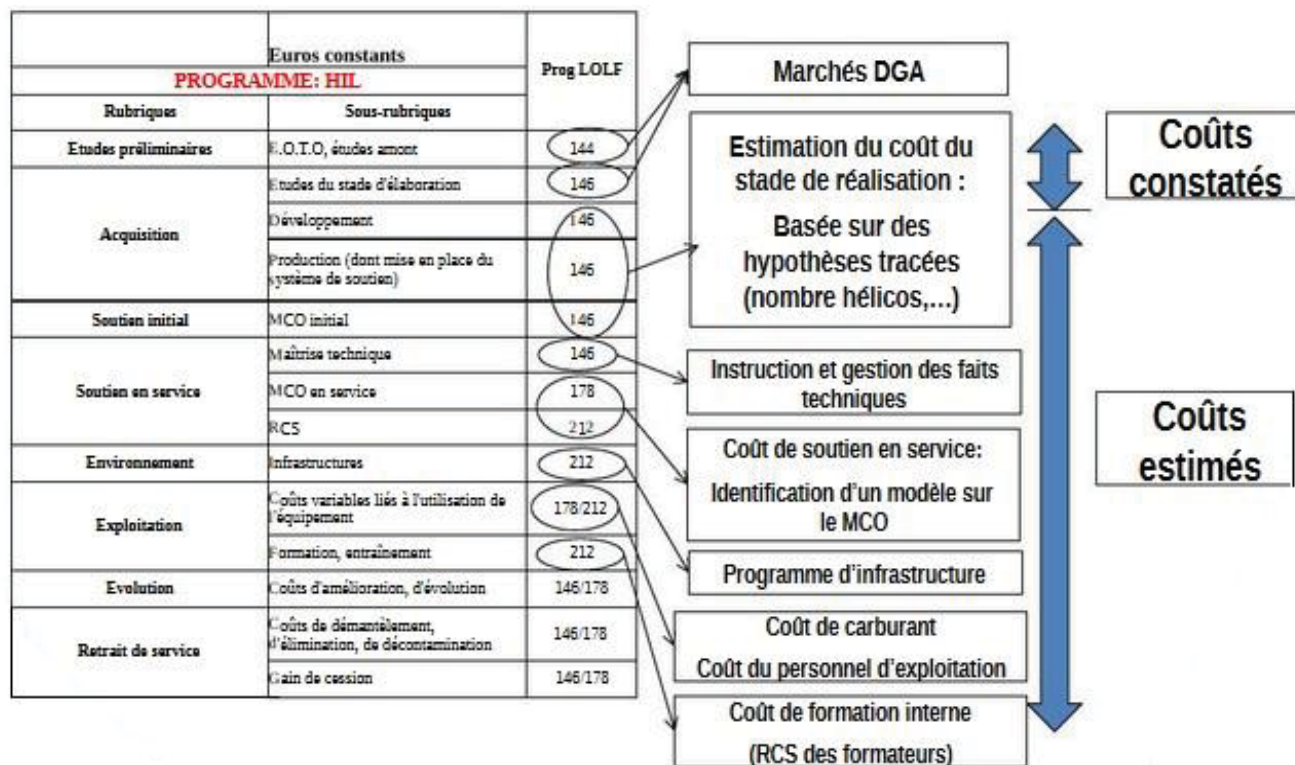 Euros constants
Prog LOLF
PROGRAMME: HIL
Rubriques
Sous-rubriques
Etudes préliminaires
E.O.T.O, études amont
144
Acquisition
Etudes du stade d'élaboration
146
Développement
146
Production (dont mise en place du
système de soutien)
146
Soutien initial
MCO initial
146
Soutien en service
Maîtrise technique
146
MCO en service
178
RCS
212
Environnement
Infrastructures
212
Exploitation
Coûts variables liés à l'utilisation de
l'équipement
178/212
Formation, entraînement
212
Evolution
Coûts d'amélioration, d'évolution
146/178
Retrait de service
Coûts de démantèlement,
d'élimination, de décontamination
146/178
Gain de cession
146/178
Marchés DGA
Estimation du coût du
stade de réalisation :
Basée sur des
hypothèses tracées
(nombre hélicos,…)
Instruction et gestion des faits
techniques
Coût de soutien en service:
Identification d'un modèle sur
le MCO
Programme d'infrastructure
Coût de carburant
Coût du personnel d'exploitation
Coût de formation interne
(RCS des formateurs)
Coûts
constatés
Coûts
estimés